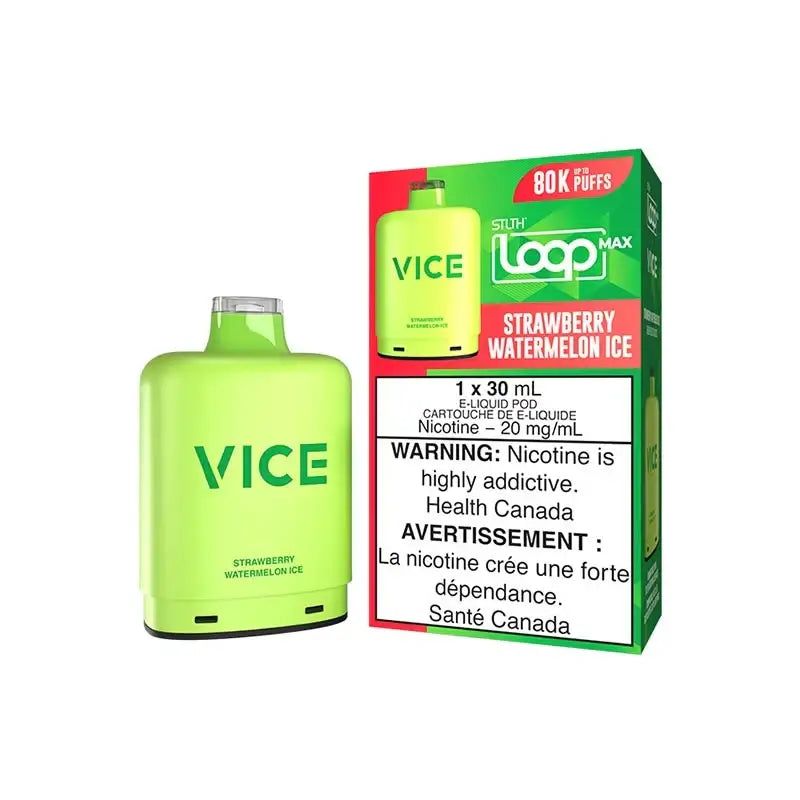 VICE
STRAWBERRY
WATERMELON ICE
80K UP TO PUFFS
STLTH
LOOP MAX
VICE
STRAWBERRY
WATERMELON ICE
STRAWBERRY
WATERMELON ICE
1 x 30 mL
E-LIQUID POD
CARTOUCHE DE E-LIQUIDE
Nicotine – 20 mg/mL
WARNING: Nicotine is
highly addictive.
Health Canada
AVERTISSEMENT :
La nicotine crée une forte
dépendance.
Santé Canada
VICE
VICE